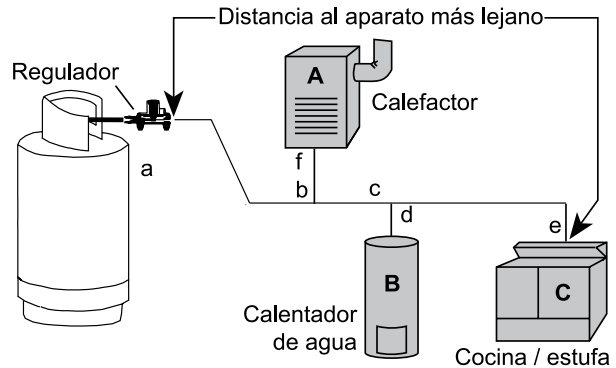 Distancia al aparato más lejano
Regulador
A
Calefactor
a
f
b
c
d
e
B
C
Calentador
de agua
Cocina / estufa